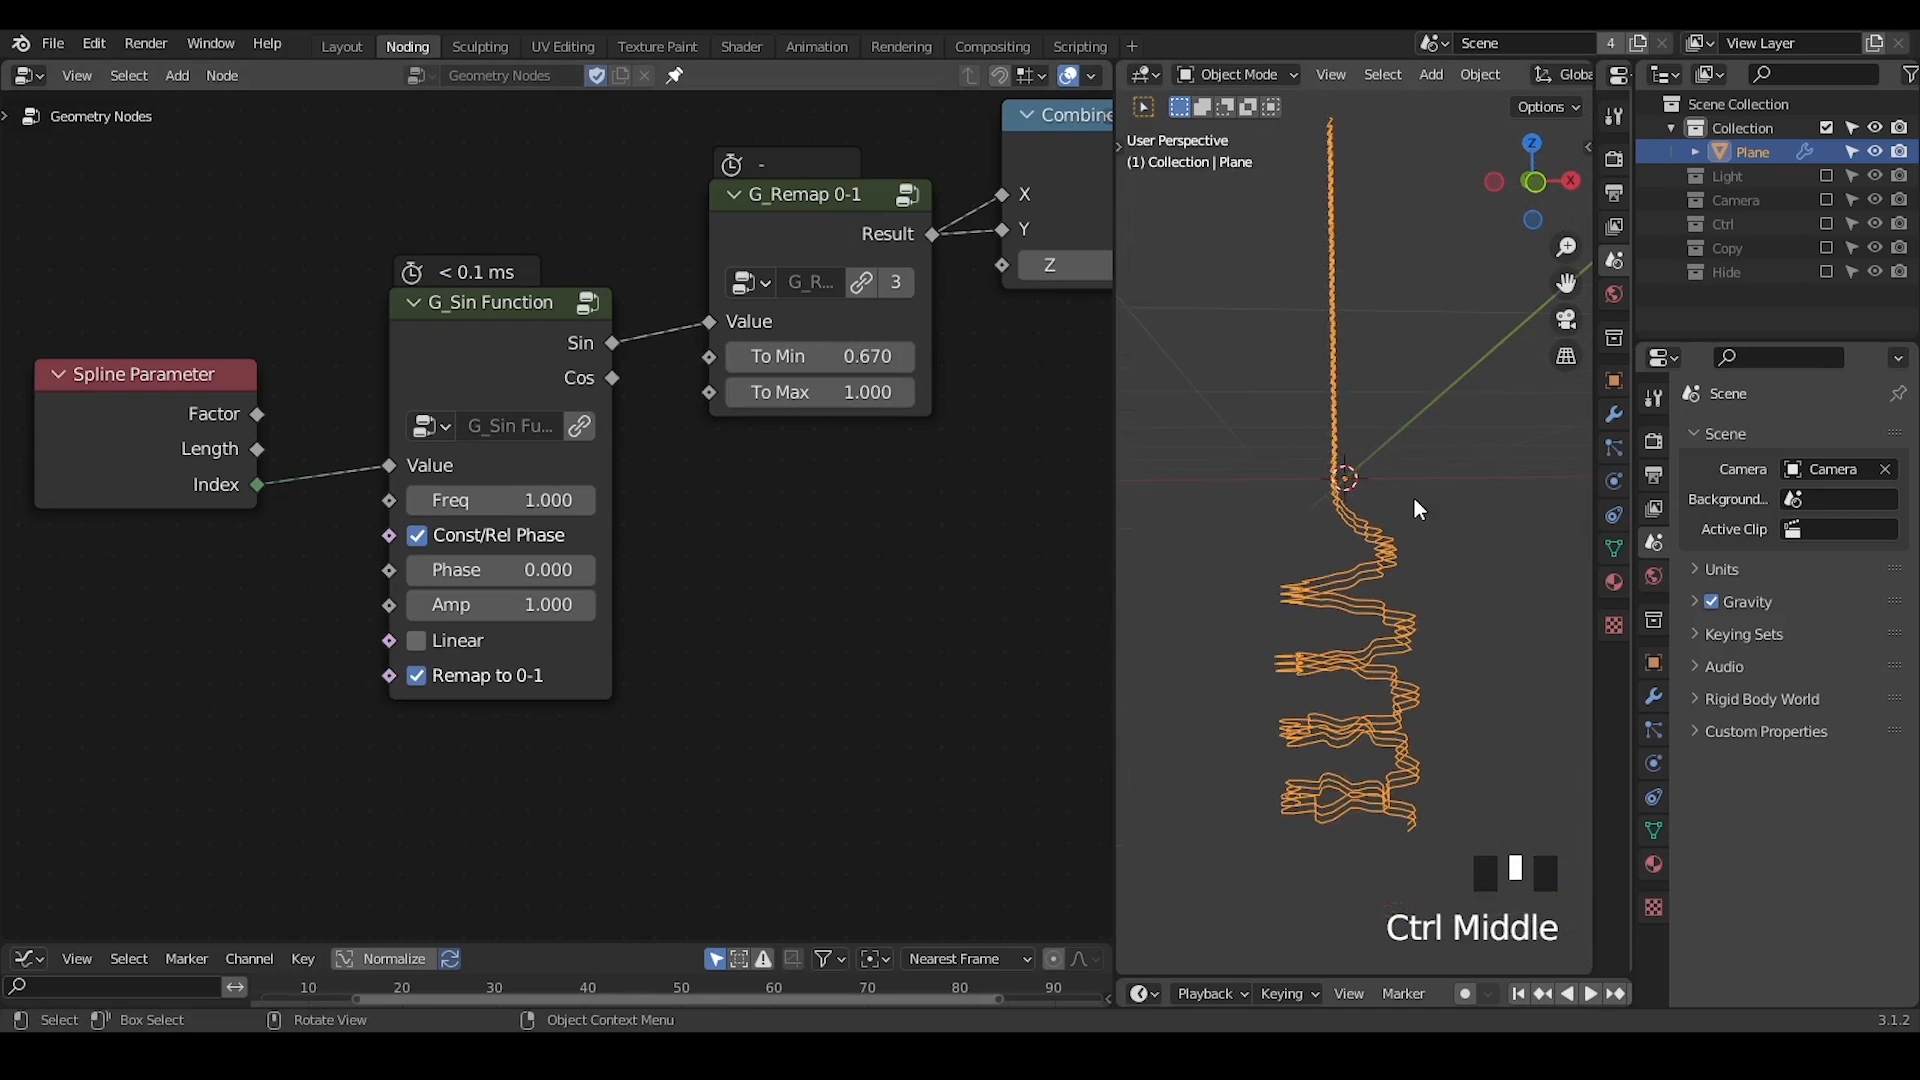 File Edit Render Window Help
Layout Noding Sculpting UV Editing Texture Paint Shader Animation Rendering Compositing Scripting +
Scene 4
View Layer
View Select Add Node
Geometry Nodes
Object Mode View Select Add Object Globa
Geometry Nodes
Options
User Perspective
(1) Collection | Plane
Z
X
Scene Collection
Collection
Plane
Light
Camera
Ctrl
Copy
Hide
Combine
X
Y
Z
-
G_Remap 0-1
Result
G_R... 3
Value
To Min 0.670
To Max 1.000
< 0.1 ms
G_Sin Function
Sin
Cos
G_Sin Fu...
Value
Freq 1.000
Const/Rel Phase
Phase 0.000
Amp 1.000
Linear
Remap to 0-1
Spline Parameter
Factor
Length
Index
Scene
Scene
Camera Camera
Background...
Active Clip
Units
Gravity
Keying Sets
Audio
Rigid Body World
Custom Properties
Ctrl Middle
View Select Marker Channel Key Normalize Nearest Frame
10 20 30 40 50 60 70 80 90
Playback Keying View Marker
Select Box Select Rotate View Object Context Menu
3.1.2